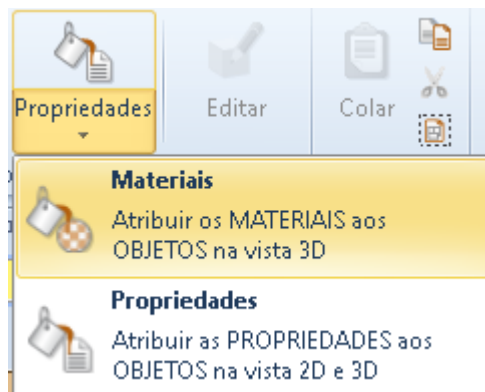 Propriedades
Editar
Colar
Materiais
Atribuir os MATERIAIS aos
OBJETOS na vista 3D
Propriedades
Atribuir as PROPRIEDADES aos
OBJETOS na vista 2D e 3D